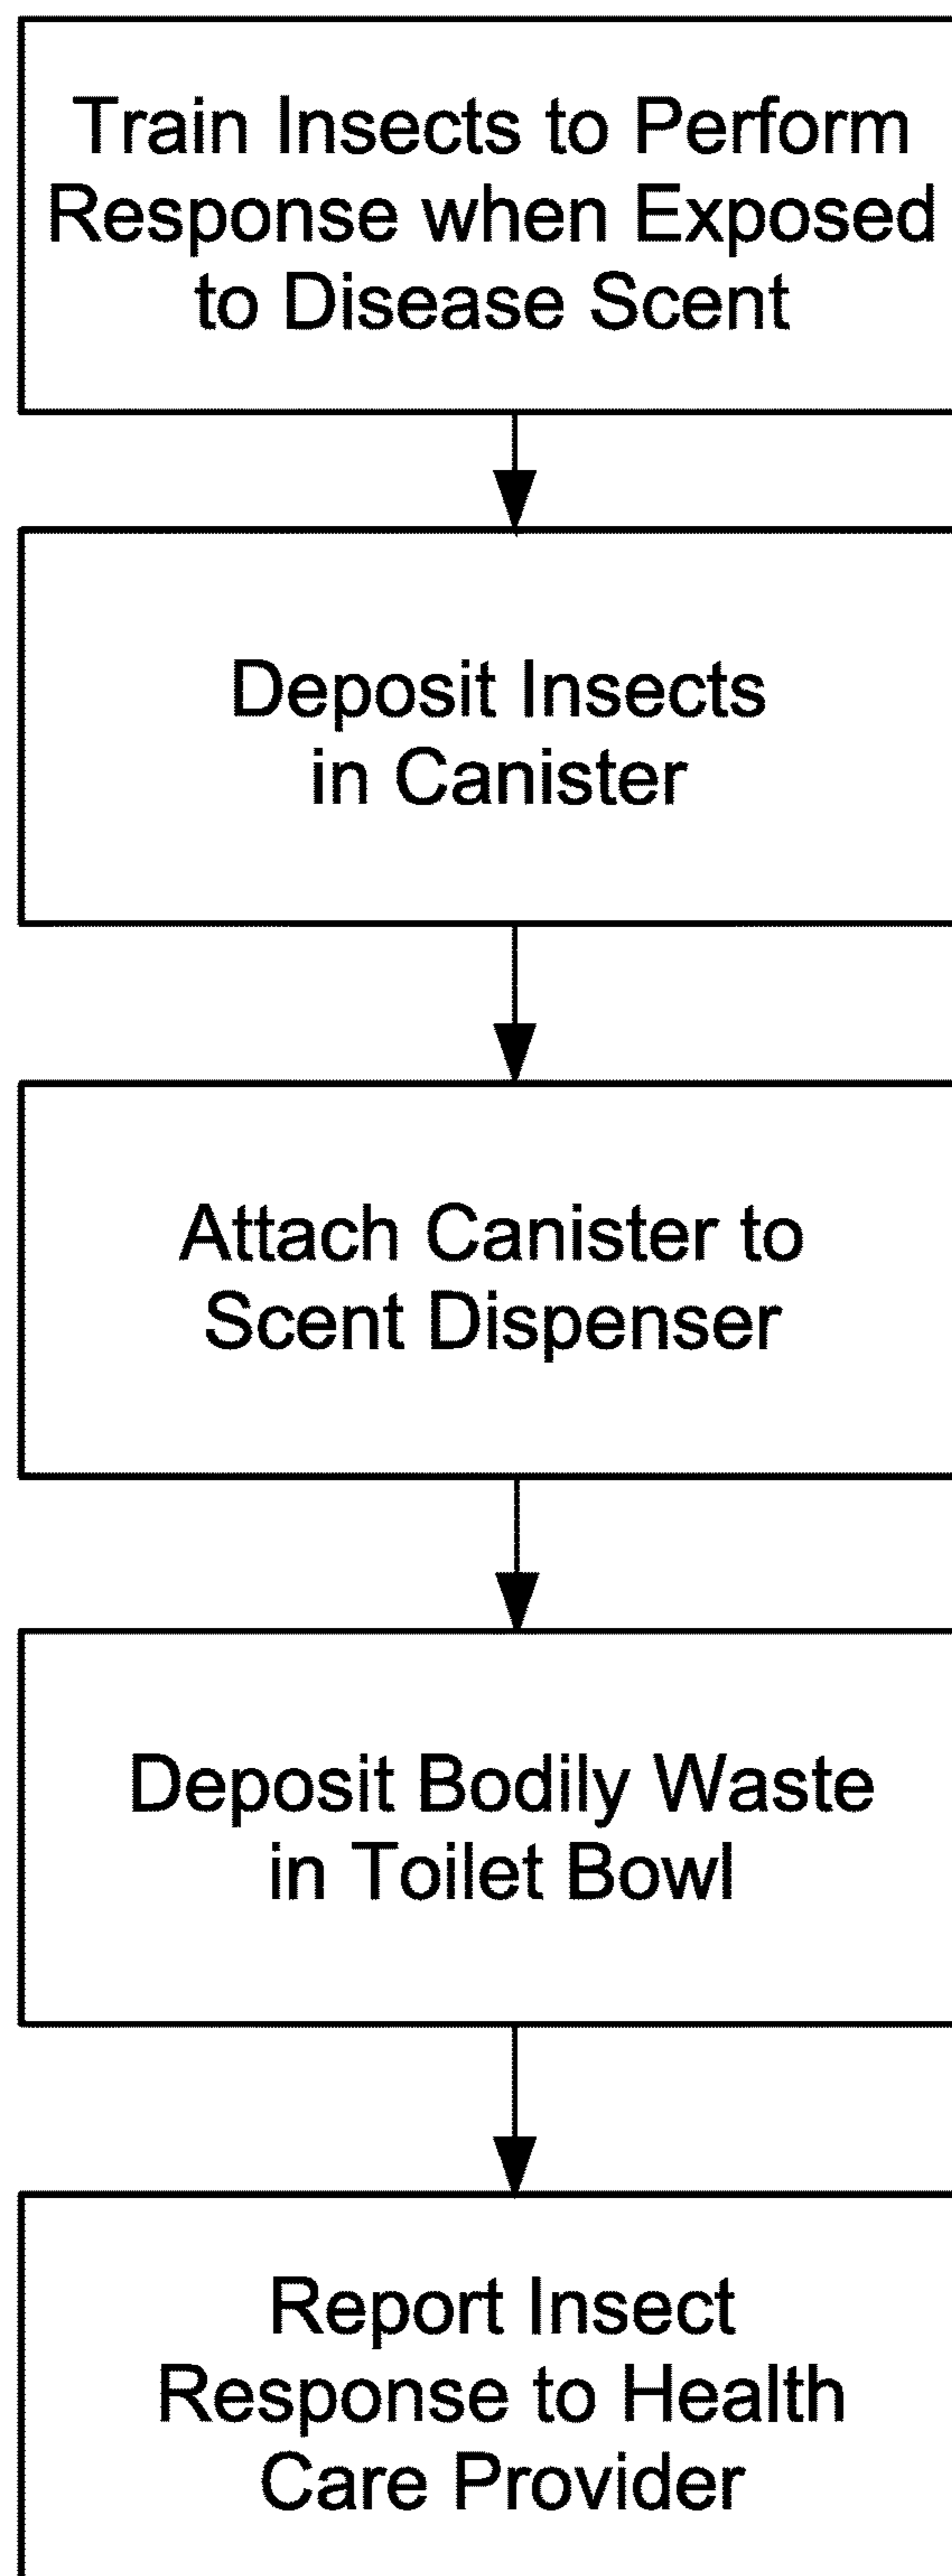 Train Insects to Perform
Response when Exposed
to Disease Scent
Deposit Insects
in Canister
Attach Canister to
Scent Dispenser
Deposit Bodily Waste
in Toilet Bowl
Report Insect
Response to Health
Care Provider